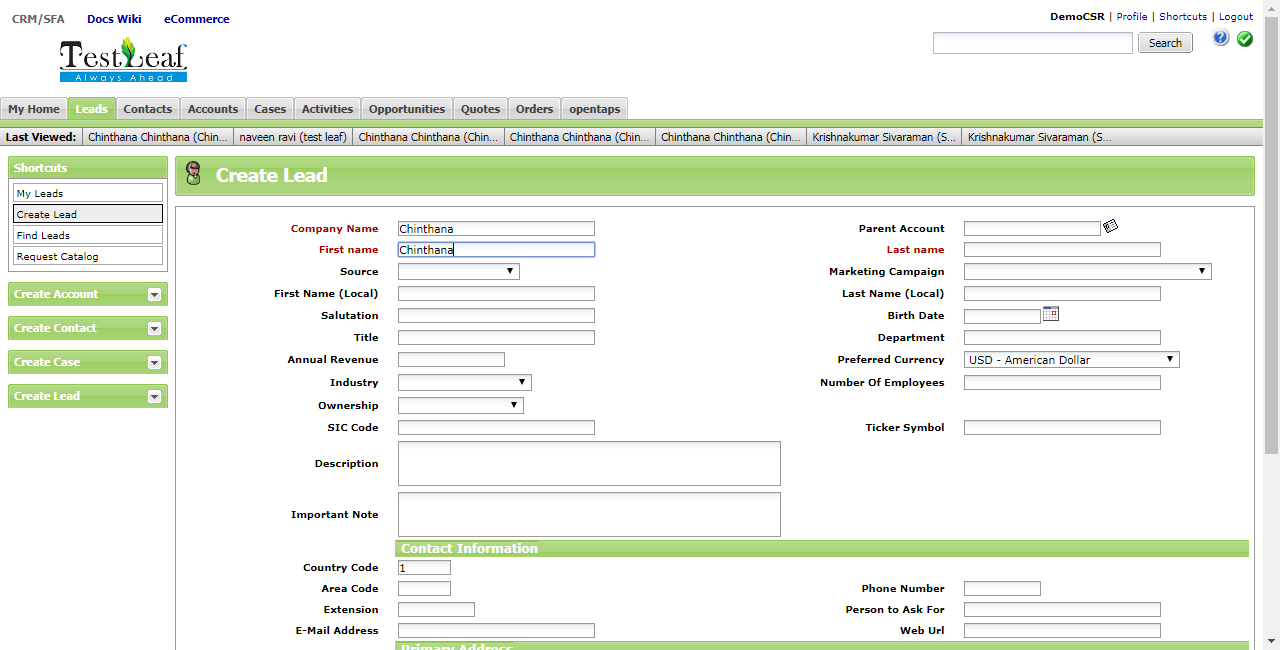 CRM/SFA Docs Wiki eCommerce
DemoCSR | Profile | Shortcuts | Logout
TestLeaf
Always Ahead
Search
My Home Leads Contacts Accounts Cases Activities Opportunities Quotes Orders opentaps
Last Viewed: Chinthana Chinthana (Chin... naveen ravi (test leaf) Chinthana Chinthana (Chin... Chinthana Chinthana (Chin... Chinthana Chinthana (Chin... Krishnakumar Sivaraman (S... Krishnakumar Sivaraman (S...
Shortcuts
My Leads
Create Lead
Find Leads
Request Catalog
Create Account
Create Contact
Create Case
Create Lead
Create Lead
Company Name Chinthana Parent Account
First name Chinthana Last name
Source Marketing Campaign
First Name (Local) Last Name (Local)
Salutation Birth Date
Title Department
Annual Revenue Preferred Currency USD - American Dollar
Industry Number Of Employees
Ownership
SIC Code Ticker Symbol
Description
Important Note
Contact Information
Country Code 1
Area Code Phone Number
Extension Person to Ask For
E-Mail Address Web Url
Primary Address